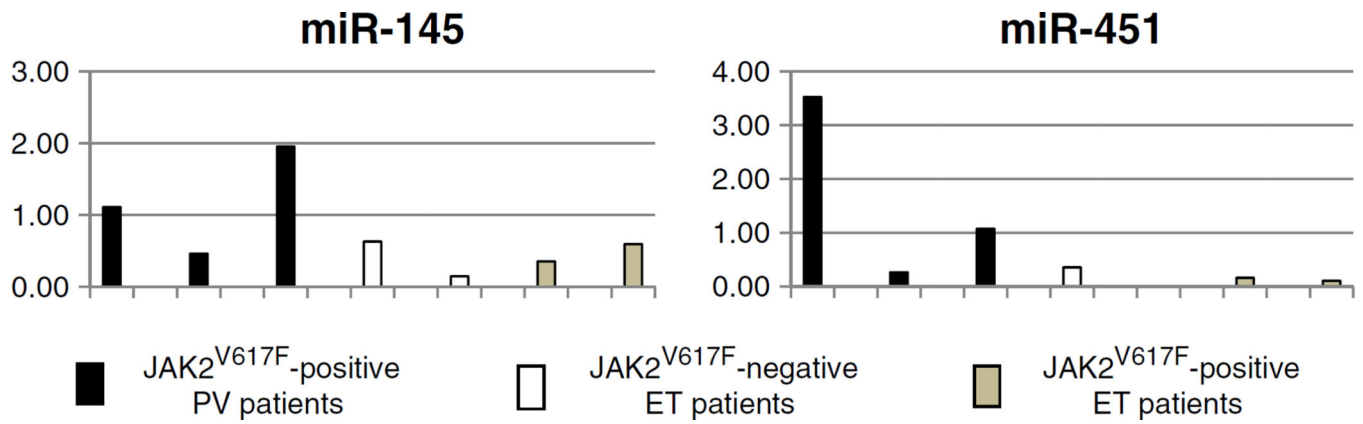 miR-145
3.00
2.00
1.00
0.00
miR-451
4.00
3.00
2.00
1.00
0.00
JAK2V617F-positive
PV patients
JAK2V617F-negative
ET patients
JAK2V617F-positive
ET patients